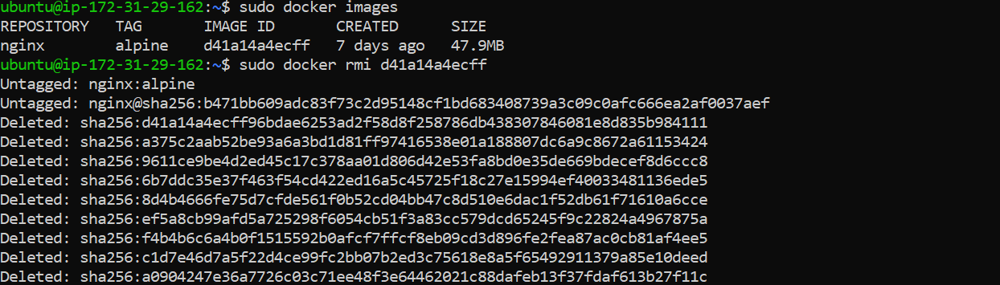 ubuntu@ip-172-31-29-162:~$ sudo docker images
REPOSITORY   TAG       IMAGE ID       CREATED      SIZE
nginx        alpine    d41a14a4ecff   7 days ago   47.9MB
ubuntu@ip-172-31-29-162:~$ sudo docker rmi d41a14a4ecff
Untagged: nginx:alpine
Untagged: nginx@sha256:b471bb609adc83f73c2d95148cf1bd683408739a3c09c0afc666ea2af0037aef
Deleted: sha256:d41a14a4ecff96bdae6253ad2f58d8f258786db438307846081e8d835b984111
Deleted: sha256:a375c2aab52be93a6a3bd1d81ff97416538e01a188807dc6a9c8672a61153424
Deleted: sha256:9611ce9be4d2ed45c17c378aa01d806d42e53fa8bd0e35de669bdecef8d6ccc8
Deleted: sha256:6b7ddc35e37f463f54cd422ed16a5c45725f18c27e15994ef40033481136ede5
Deleted: sha256:8d4b4666fe75d7cfde561f0b52cd04bb47c8d510e6dac1f52db61f71610a6cce
Deleted: sha256:ef5a8cb99afd5a725298f6054cb51f3a83cc579dcd65245f9c22824a4967875a
Deleted: sha256:f4b4b6c6a4b0f1515592b0afcf7ffcf8eb09cd3d896fe2fea87ac0cb81af4ee5
Deleted: sha256:c1d7e46d7a5f22d4ce99fc2bb07b2ed3c75618e8a5f65492911379a85e10deed
Deleted: sha256:a0904247e36a7726c03c71ee48f3e64462021c88dafeb13f37fdaf613b27f11c